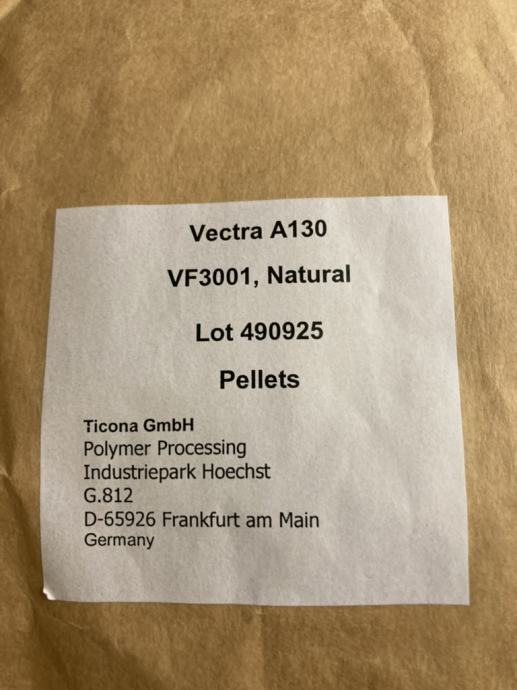 Vectra A130
VF3001, Natural
Lot 490925
Pellets
Ticona GmbH
Polymer Processing
Industriepark Hoechst
G.812
D-65926 Frankfurt am Main
Germany